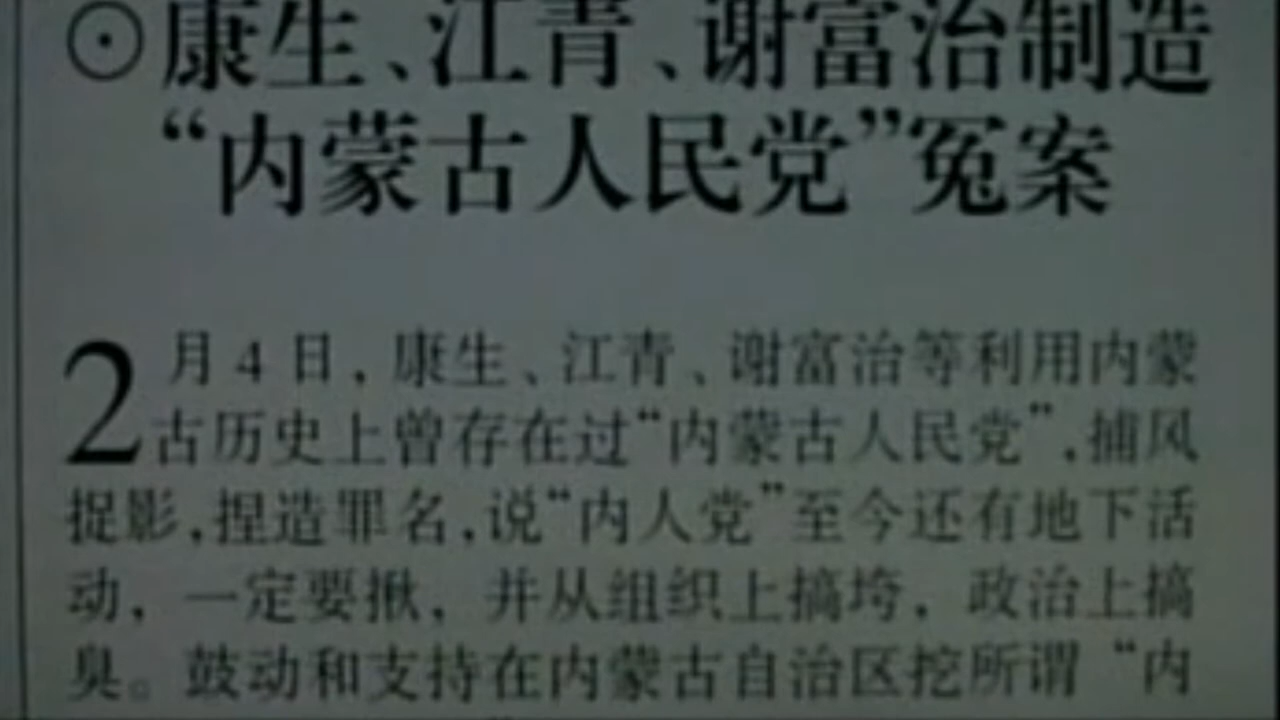 ⊙康生、江青、谢富治制造
“内蒙古人民党”冤案
2月4日，康生、江青、谢富治等利用内蒙
古历史上曾存在过“内蒙古人民党”，捕风
捉影，捏造罪名，说“内人党”至今还有地下活
动，一定要揪，并从组织上搞垮，政治上搞
臭。鼓动和支持在内蒙古自治区挖所谓“内